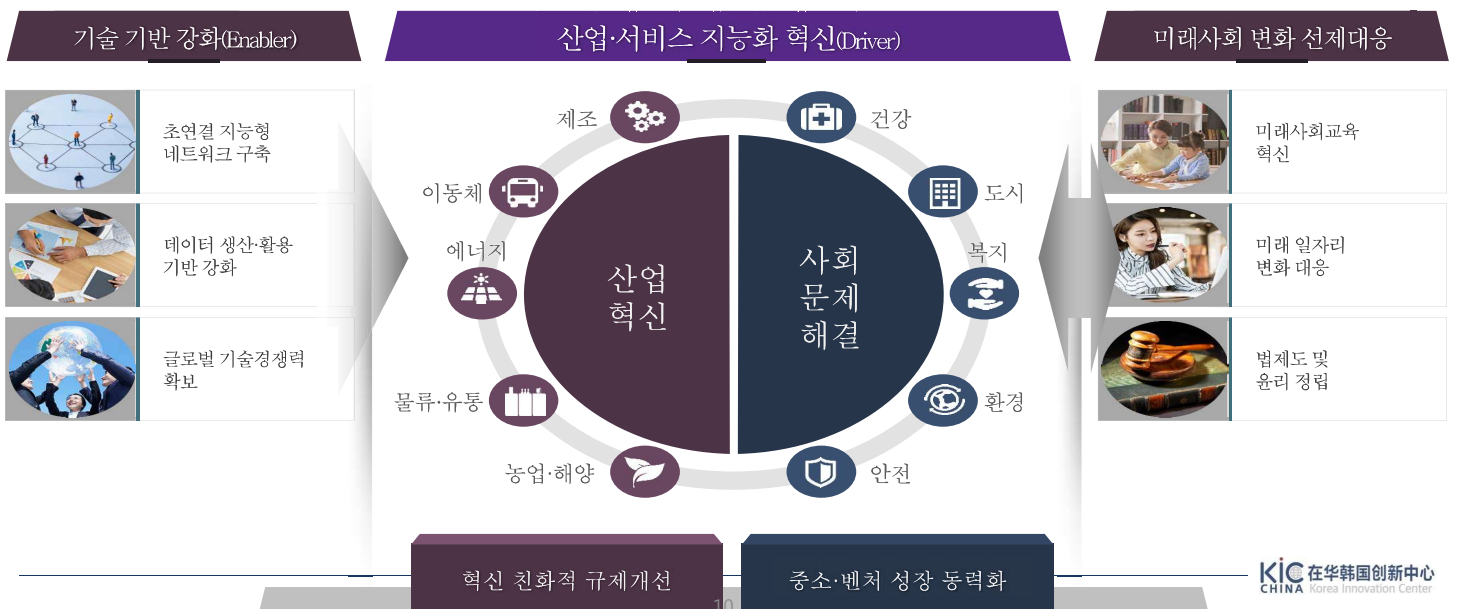 기술 기반 강화(Enabler)
산업·서비스 지능화 혁신(Driver)
미래사회 변화 선제대응
초연결 지능형
네트워크 구축
데이터 생산·활용
기반 강화
글로벌 기술경쟁력
확보
제조
이동체
에너지
물류·유통
농업·해양
산업
혁신
사회
문제
해결
건강
도시
복지
환경
안전
미래사회교육
혁신
미래 일자리
변화 대응
법제도 및
윤리 정립
혁신 친화적 규제개선
중소·벤처 성장 동력화
10
KIC 在华韩国创新中心
CHINA Korea Innovation Center